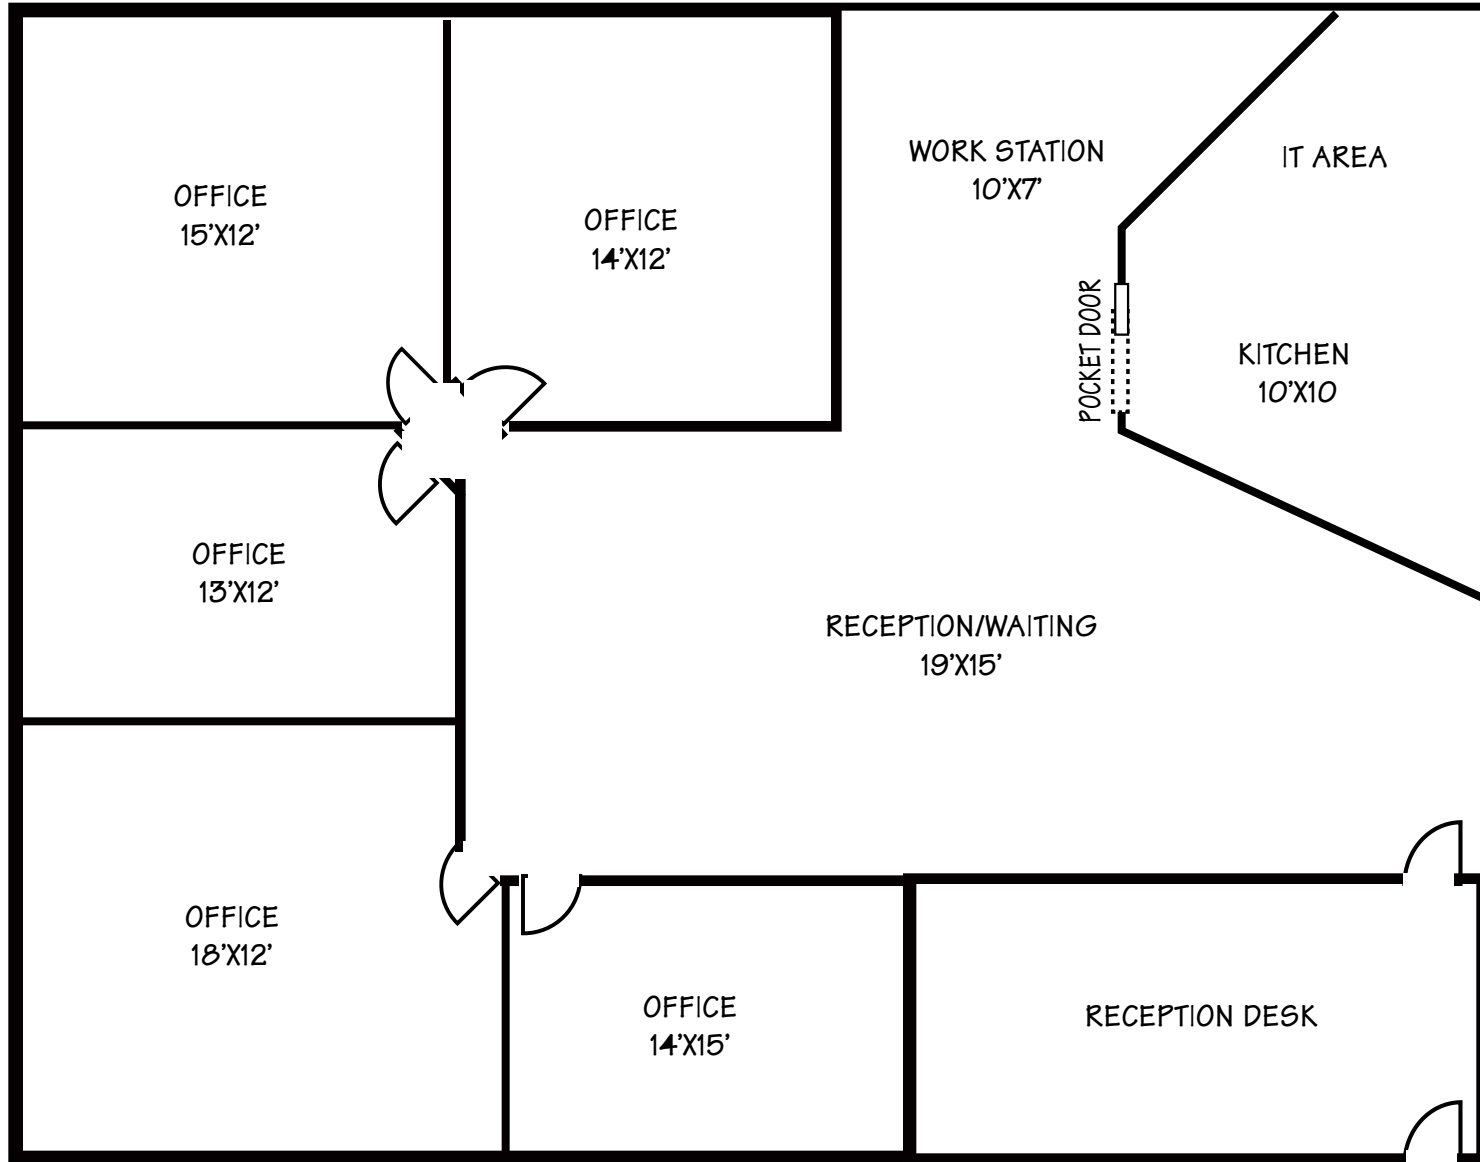 WORK STATION
10'X7'
IT AREA
OFFICE
15'X12'
OFFICE
14'X12'
POCKET DOOR
KITCHEN
10'X10
OFFICE
13'X12'
RECEPTION/WAITING
19'X15'
OFFICE
18'X12'
OFFICE
14'X15'
RECEPTION DESK